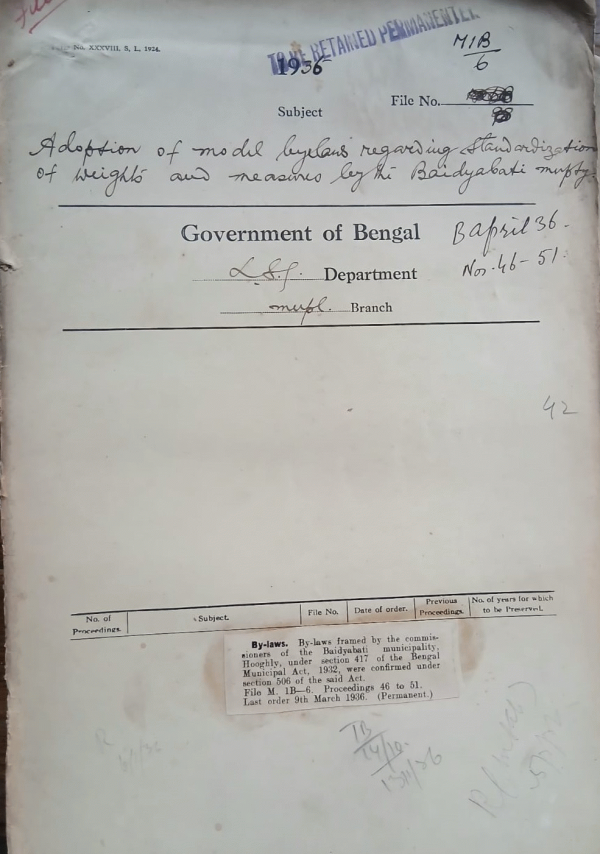 No. XXXVIII, S. L, 1924.
TO BE RETAINED PERMANENTLY
1936
M1B
6
Subject
File No.
Adoption of model byelaws regarding standardization
of weights and measures by the Baidyabati mupty.
Government of Bengal
B April 36.
L.S.G. Department
Nos. 46-51.
mupl. Branch
42
No. of Proceedings.
Subject.
File No.
Date of order.
Previous Proceedings.
No. of years for which to be Preserved.
By-laws. By-laws framed by the commis-
sioners of the Baidyabati municipality,
Hooghly, under section 417 of the Bengal
Municipal Act, 1932, were confirmed under
section 506 of the said Act.
File M. 1B—6. Proceedings 46 to 51.
Last order 9th March 1936. (Permanent.)